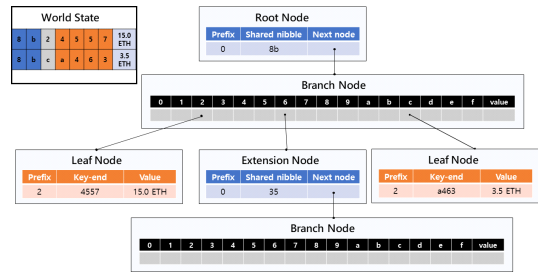 World State
8 b 2 4 5 5 7 15.0 ETH
8 b c a 4 6 3 3.5 ETH
Root Node
Prefix Shared nibble Next node
0 8b
Branch Node
0 1 2 3 4 5 6 7 8 9 a b c d e f value
Leaf Node
Prefix Key-end Value
2 4557 15.0 ETH
Extension Node
Prefix Shared nibble Next node
0 35
Leaf Node
Prefix Key-end Value
2 a463 3.5 ETH
Branch Node
0 1 2 3 4 5 6 7 8 9 a b c d e f value